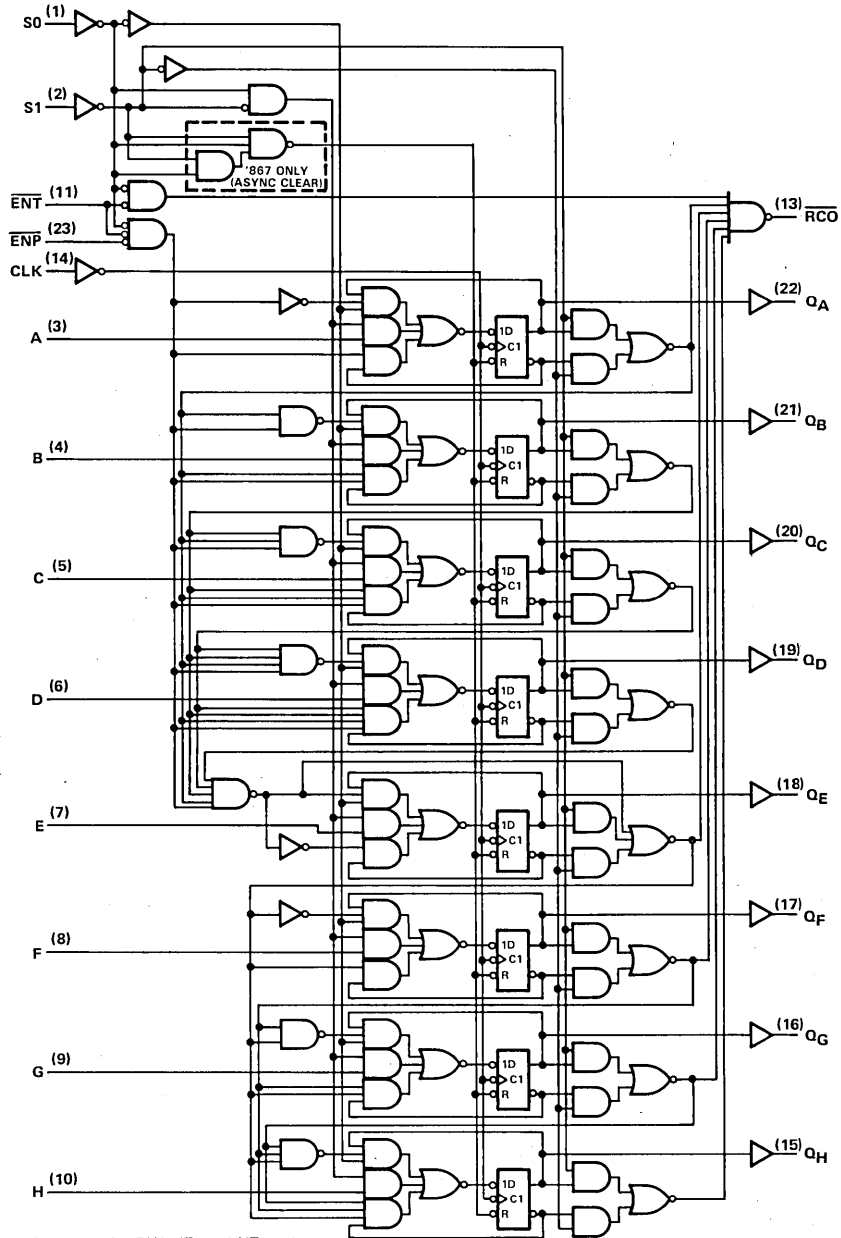 S0 (1)
S1 (2)
'867 ONLY
(ASYNC CLEAR)
ENT (11)
(13) RCO
ENP (23)
CLK (14)
(22) QA
1D
C1
R
A (3)
(21) QB
1D
C1
R
B (4)
(20) QC
1D
C1
R
C (5)
(19) QD
1D
C1
R
D (6)
(18) QE
1D
C1
R
E (7)
(17) QF
1D
C1
R
F (8)
(16) QG
1D
C1
R
G (9)
(15) QH
1D
C1
R
H (10)